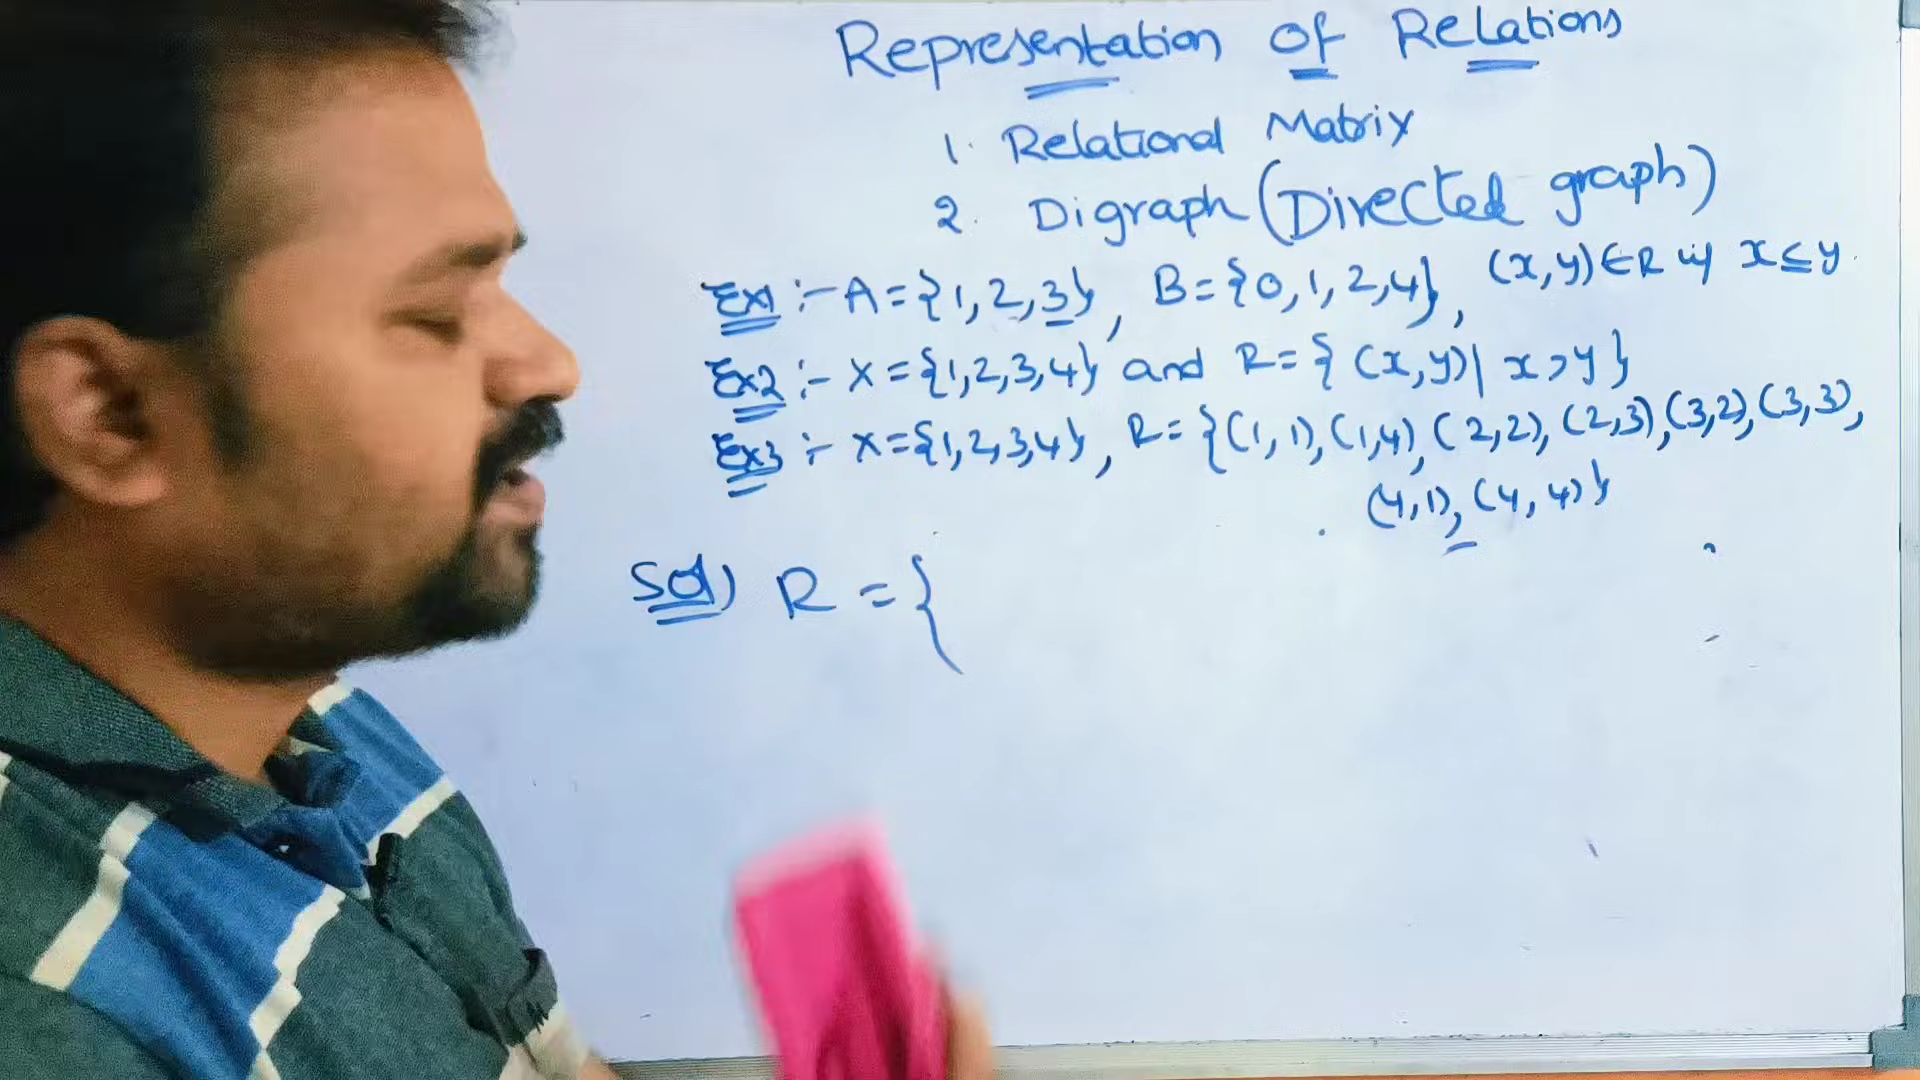 Representation of Relations
1. Relational Matrix
2. Digraph (Directed graph)
Ex1 :- A = {1, 2, 3}, B = {0, 1, 2, 4}, (x, y) ∈ R if x ≤ y.
Ex2 :- X = {1,2,3,4} and R = { (x, y) | x > y }
Ex3 :- X = {1,2,3,4}, R = {(1, 1), (1,4), (2,2), (2,3), (3,2), (3,3),
(4,1), (4, 4)}
Sol) R = {